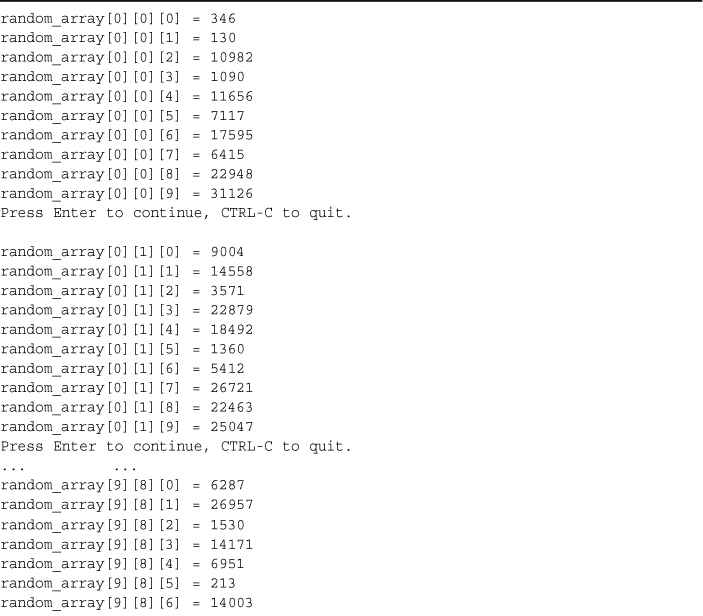 random_array[0][0][0] = 346
random_array[0][0][1] = 130
random_array[0][0][2] = 10982
random_array[0][0][3] = 1090
random_array[0][0][4] = 11656
random_array[0][0][5] = 7117
random_array[0][0][6] = 17595
random_array[0][0][7] = 6415
random_array[0][0][8] = 22948
random_array[0][0][9] = 31126
Press Enter to continue, CTRL-C to quit.
random_array[0][1][0] = 9004
random_array[0][1][1] = 14558
random_array[0][1][2] = 3571
random_array[0][1][3] = 22879
random_array[0][1][4] = 18492
random_array[0][1][5] = 1360
random_array[0][1][6] = 5412
random_array[0][1][7] = 26721
random_array[0][1][8] = 22463
random_array[0][1][9] = 25047
Press Enter to continue, CTRL-C to quit.
... ...
random_array[9][8][0] = 6287
random_array[9][8][1] = 26957
random_array[9][8][2] = 1530
random_array[9][8][3] = 14171
random_array[9][8][4] = 6951
random_array[9][8][5] = 213
random_array[9][8][6] = 14003